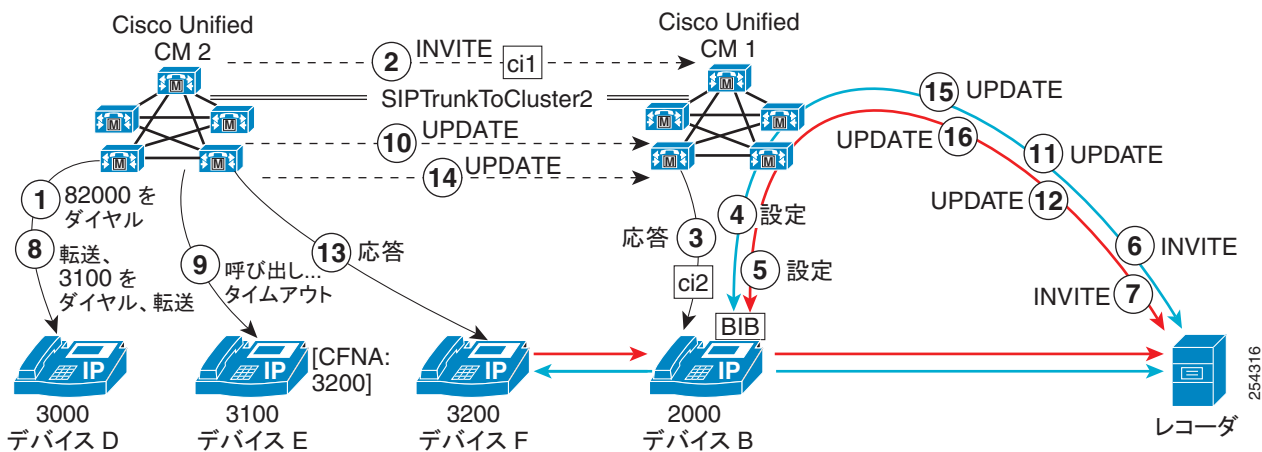 Cisco Unified
CM 2
Cisco Unified
CM 1
2
INVITE
ci1
SIPTrunkToCluster2
10
UPDATE
14
UPDATE
15
UPDATE
UPDATE
16
11
UPDATE
UPDATE
12
1
82000 を
ダイヤル
8
転送、
3100 を
ダイヤル、転送
9
呼び出し...
タイムアウト
13
応答
応答
3
ci2
4
設定
5
設定
6
INVITE
INVITE
7
BIB
M
M
M
M
M
M
M
M
M
M
IP
IP
IP
IP
[CFNA:
3200]
3000
デバイス D
3100
デバイス E
3200
デバイス F
2000
デバイス B
レコーダ
254316